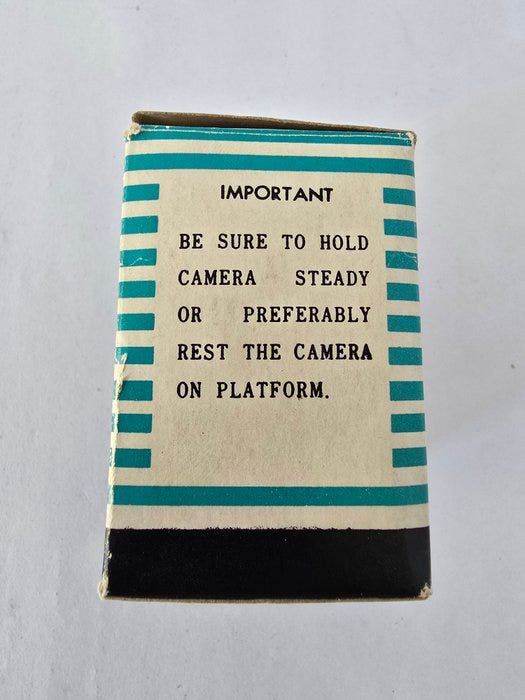 IMPORTANT
BE SURE TO HOLD
CAMERA STEADY
OR PREFERABLY
REST THE CAMERA
ON PLATFORM.